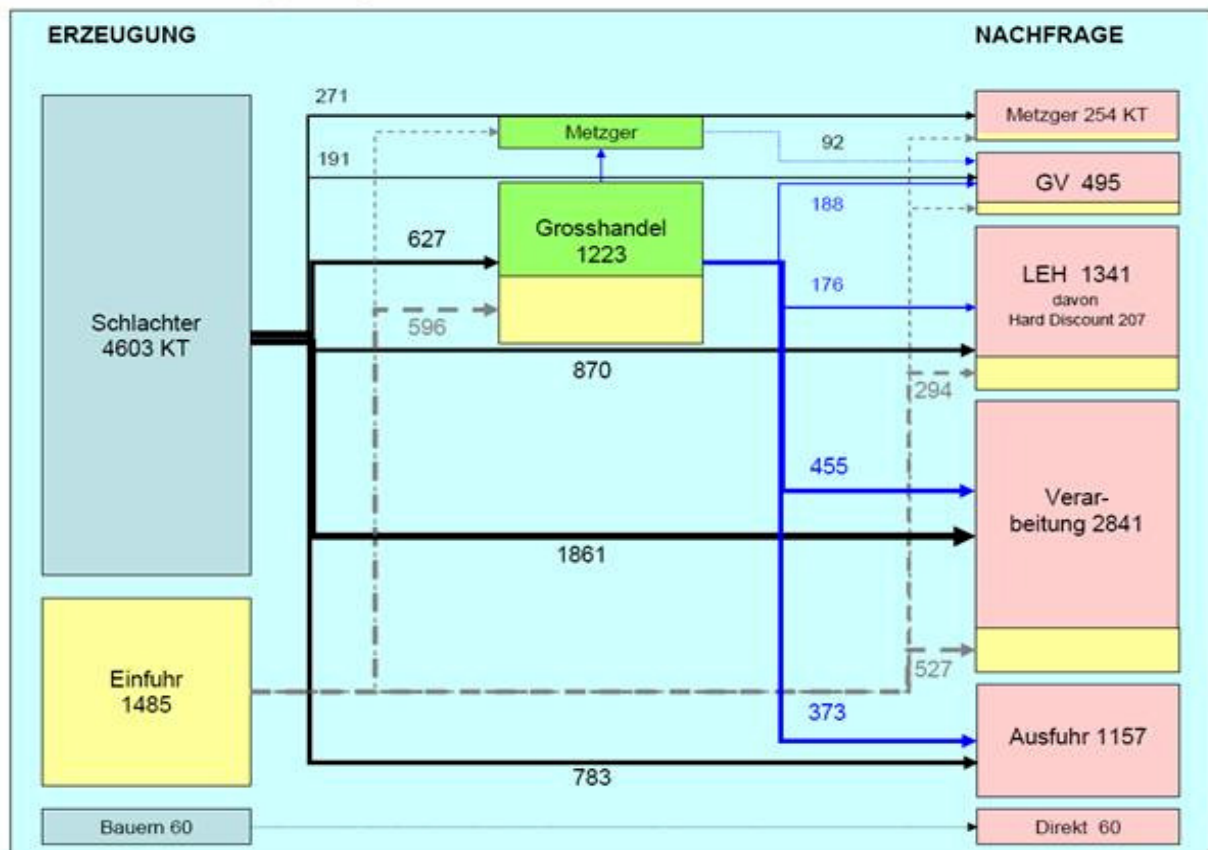 ERZEUGUNG
NACHFRAGE
271
Metzger
92
Metzger 254 KT
191
GV 495
188
627
Grosshandel
1223
176
LEH 1341
davon
Hard Discount 207
Schlachter
4603 KT
596
870
294
455
Verar-
beitung 2841
1861
Einfuhr
1485
527
373
Ausfuhr 1157
783
Bauern 60
Direkt 60